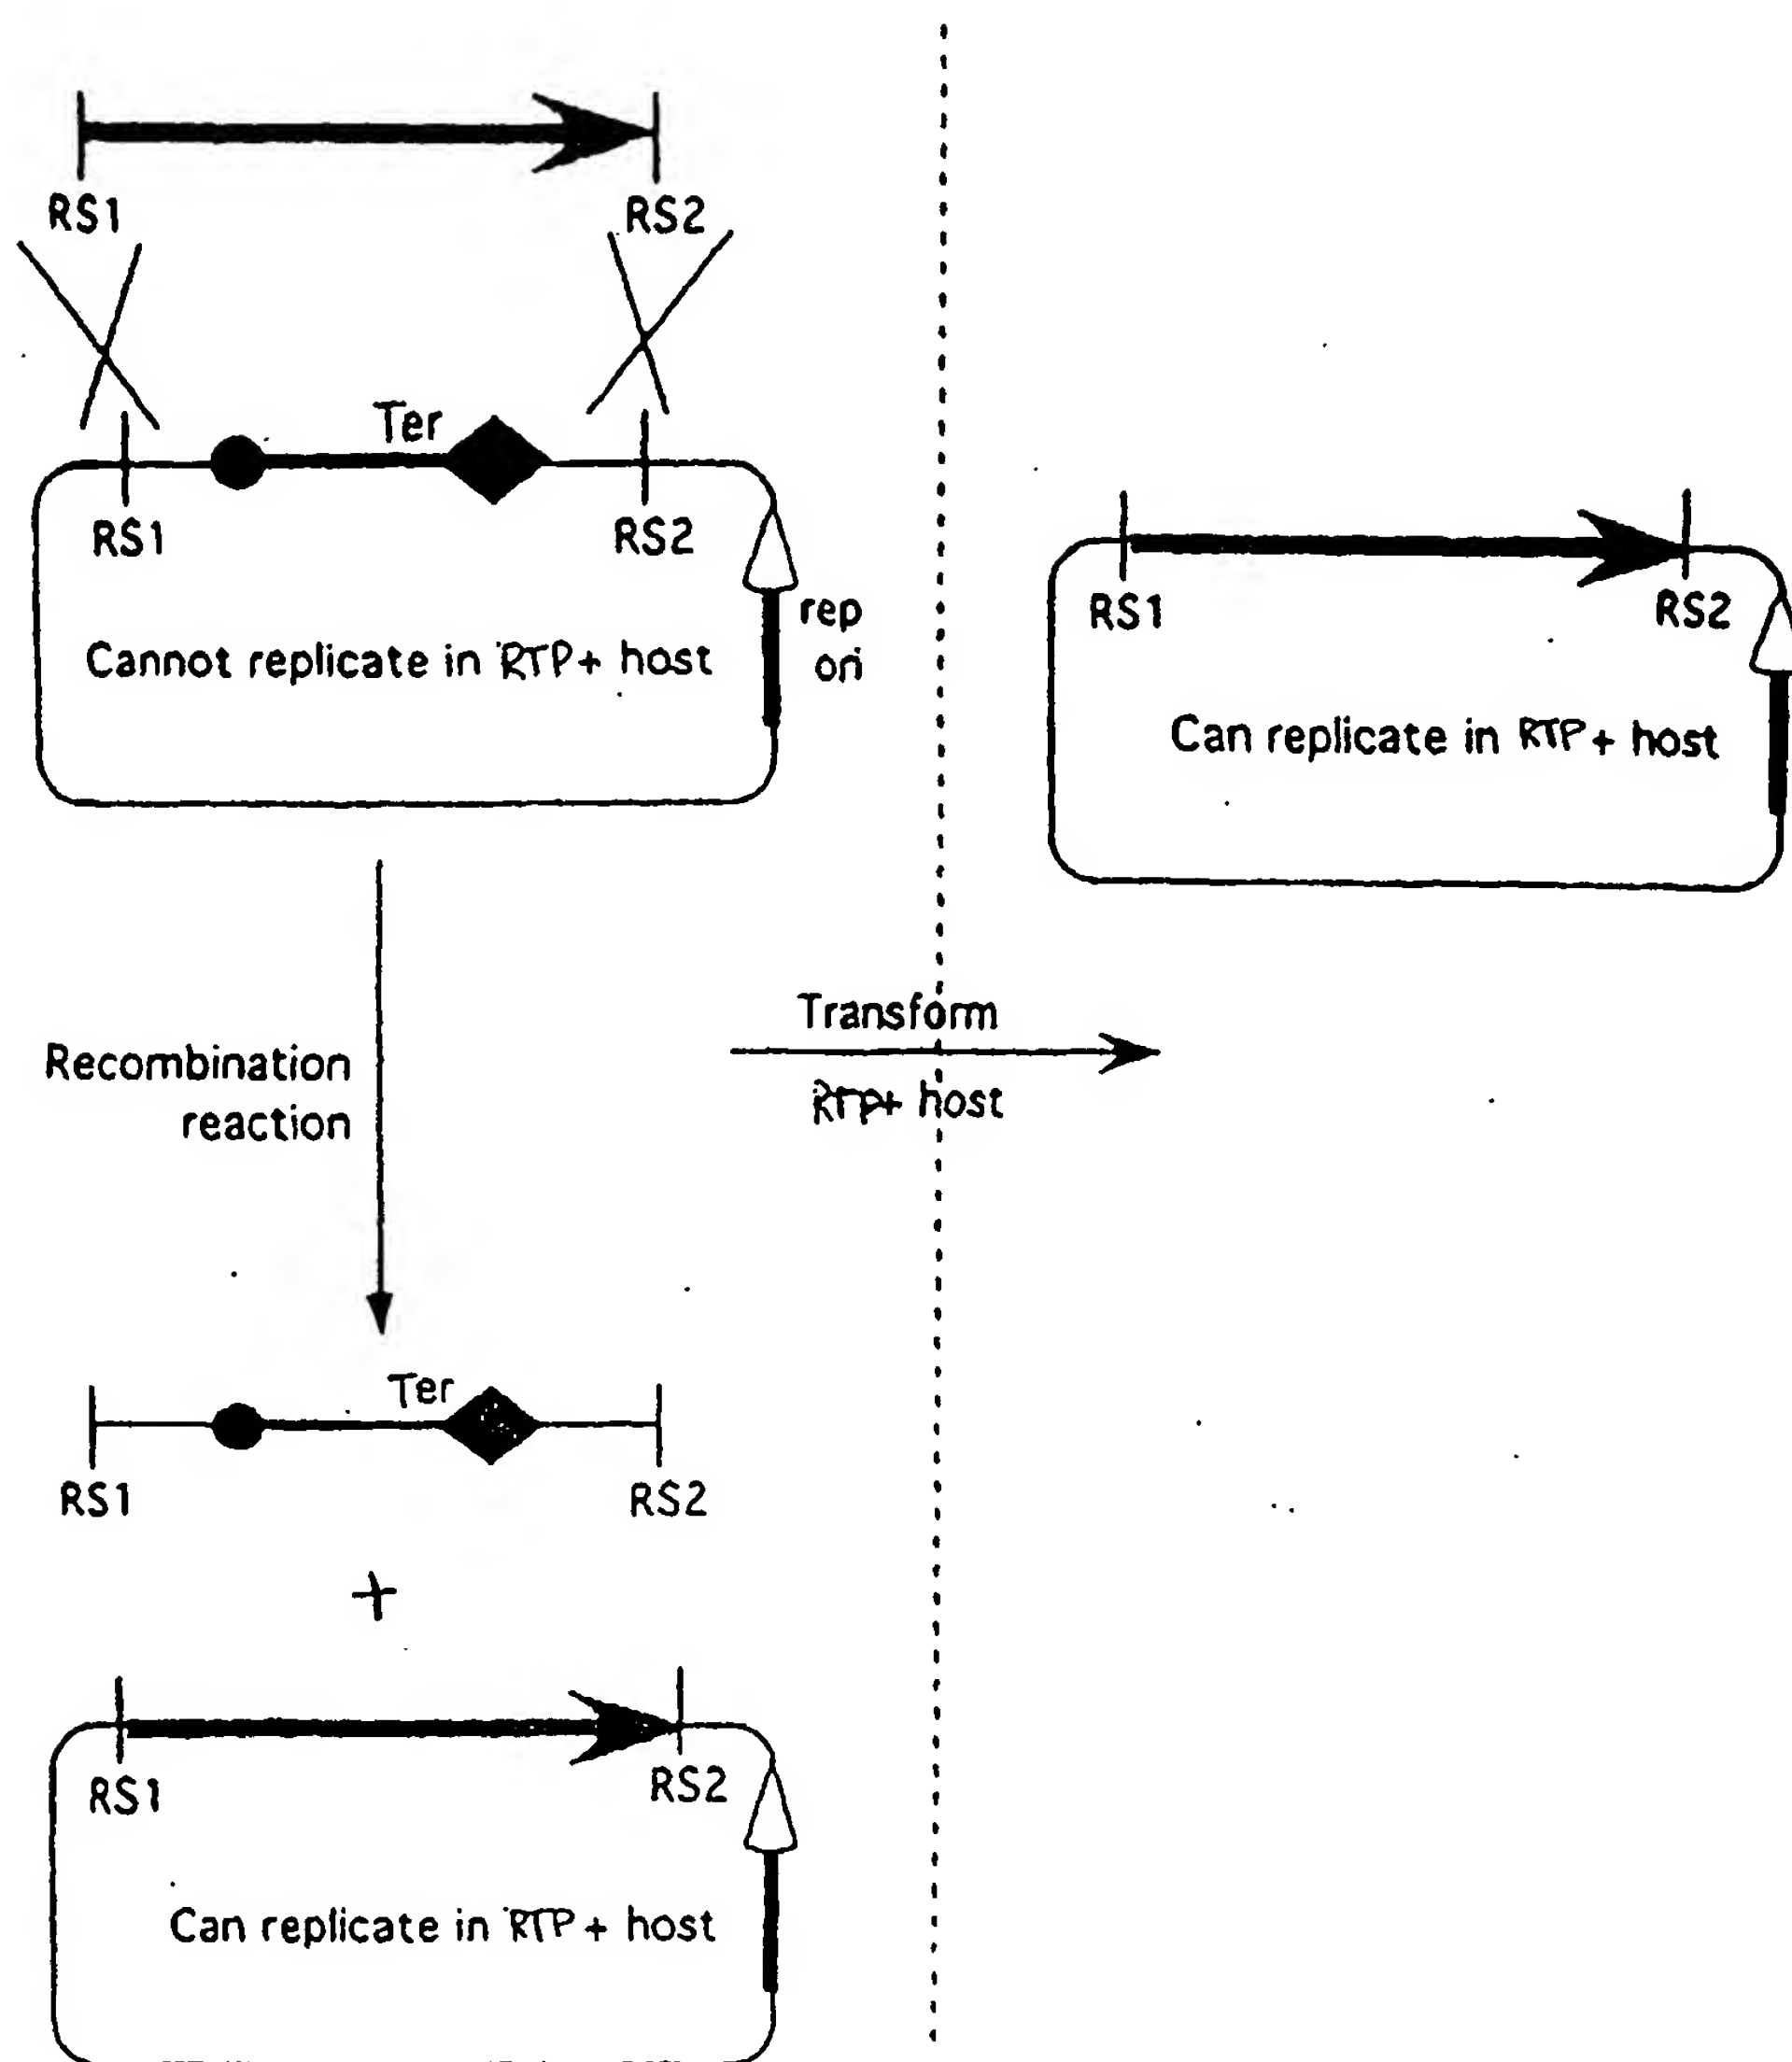 RS1
RS2
Ter
RS1
RS2
rep
ori
Cannot replicate in RTP+ host
RS1
RS2
Can replicate in RTP+ host
Recombination
reaction
Transform
RTP+ host
Ter
RS1
RS2
+
RS1
RS2
Can replicate in RTP+ host